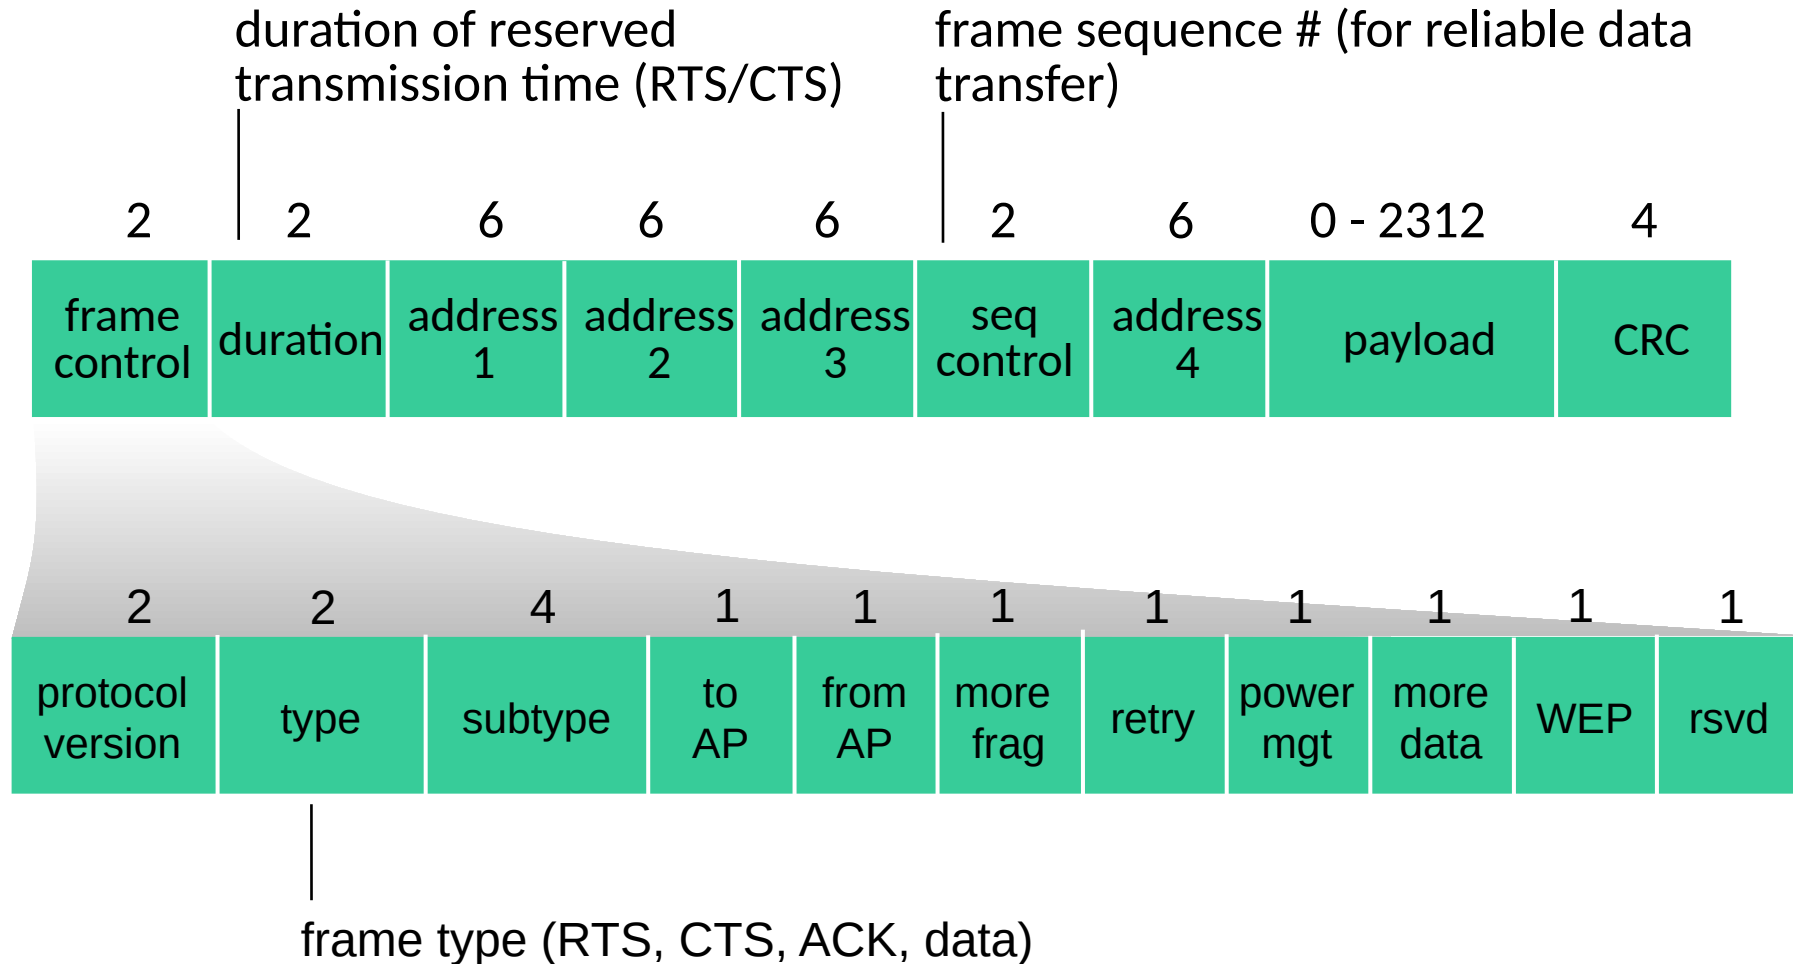 duration of reserved
transmission time (RTS/CTS)
frame sequence # (for reliable data
transfer)
2 2 6 6 6 2 6 0 - 2312 4
frame
control
duration
address
1
address
2
address
3
seq
control
address
4
payload
CRC
2 2 4 1 1 1 1 1 1 1 1
protocol
version
type
subtype
to
AP
from
AP
more
frag
retry
power
mgt
more
data
WEP
rsvd
frame type (RTS, CTS, ACK, data)